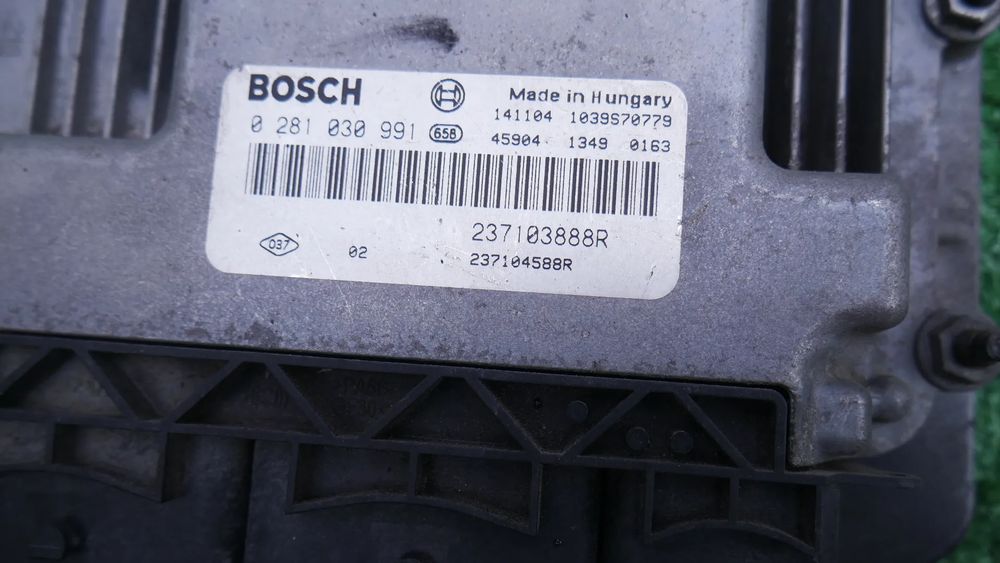 BOSCH
Made in Hungary
141104 1039S70779
0 281 030 991 658
45904 1349 0163
237103888R
037 02
237104588R